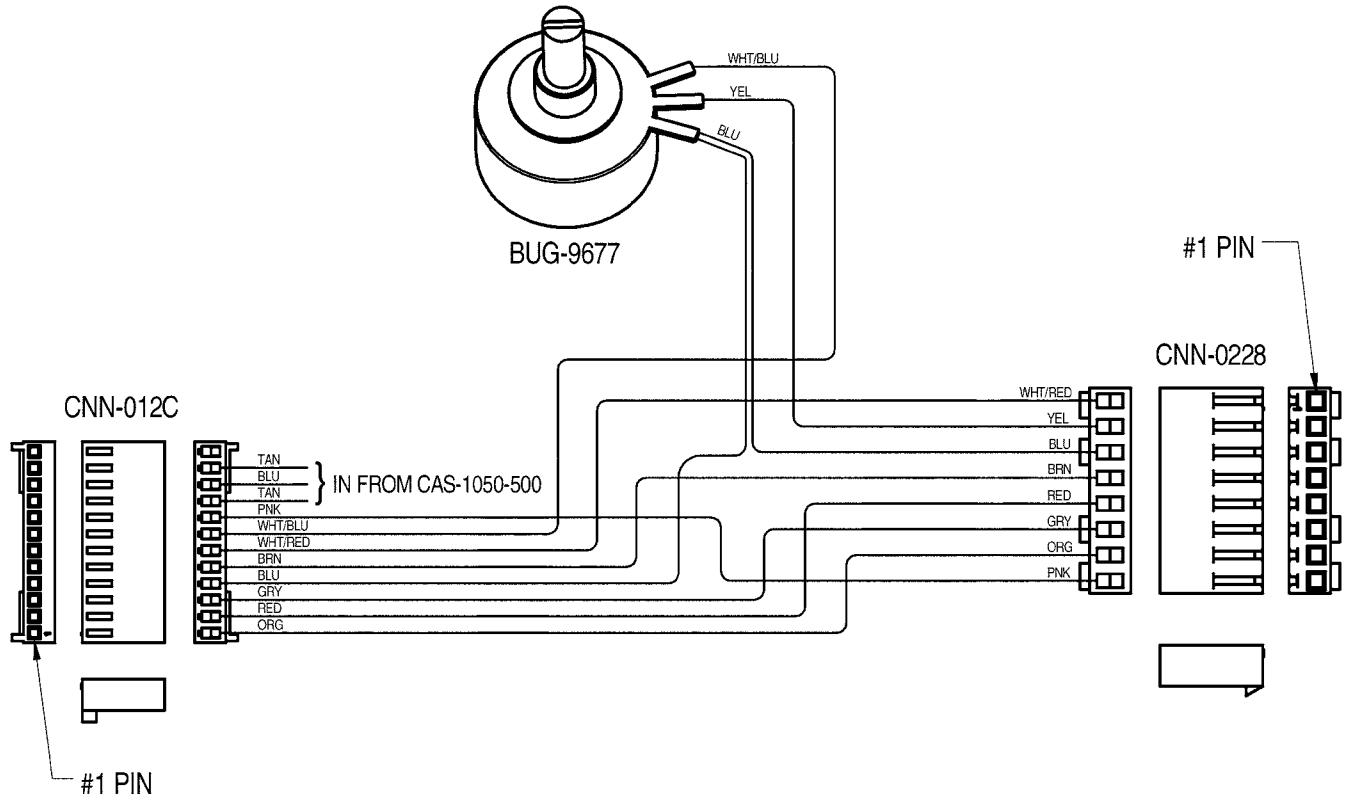 WHT/BLU
YEL
BLU
BUG-9677
#1 PIN
CNN-0228
CNN-012C
WHT/RED
YEL
BLU
BRN
RED
GRY
ORG
PNK
TAN
BLU
TAN
IN FROM CAS-1050-500
PNK
WHT/BLU
WHT/RED
BRN
BLU
GRY
RED
ORG
#1 PIN